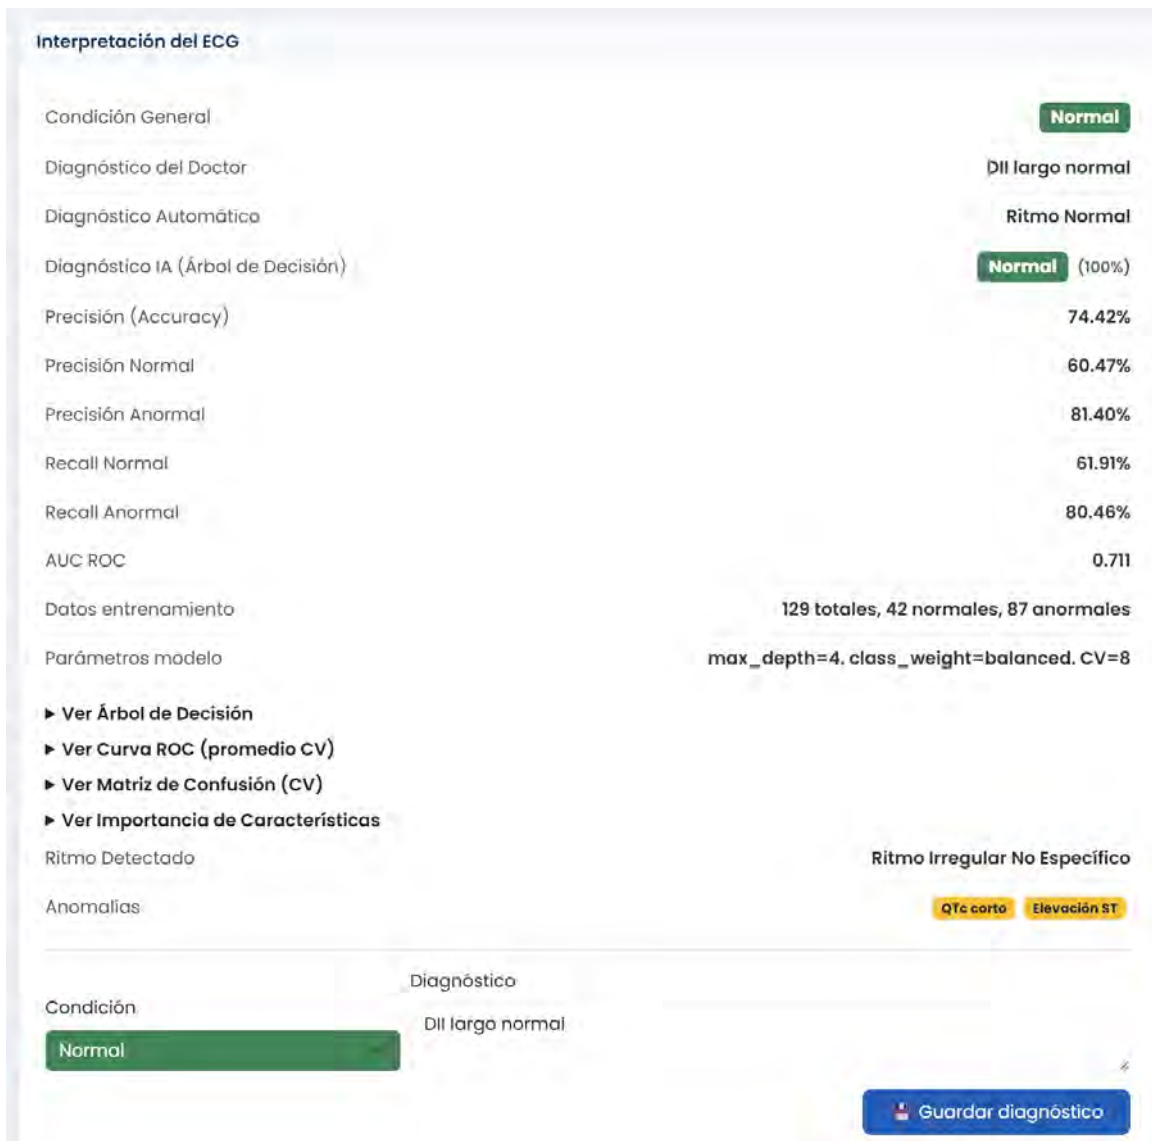 Interpretación del ECG
Condición General Normal
Diagnóstico del Doctor DII largo normal
Diagnóstico Automático Ritmo Normal
Diagnóstico IA (Árbol de Decisión) Normal (100%)
Precisión (Accuracy) 74.42%
Precisión Normal 60.47%
Precisión Anormal 81.40%
Recall Normal 61.91%
Recall Anormal 80.46%
AUC ROC 0.711
Datos entrenamiento 129 totales, 42 normales, 87 anormales
Parámetros modelo max_depth=4. class_weight=balanced. CV=8
▶ Ver Árbol de Decisión
▶ Ver Curva ROC (promedio CV)
▶ Ver Matriz de Confusión (CV)
▶ Ver Importancia de Características
Ritmo Detectado Ritmo Irregular No Específico
Anomalías QTc corto Elevación ST
Diagnóstico
Condición
DII largo normal
Normal
Guardar diagnóstico